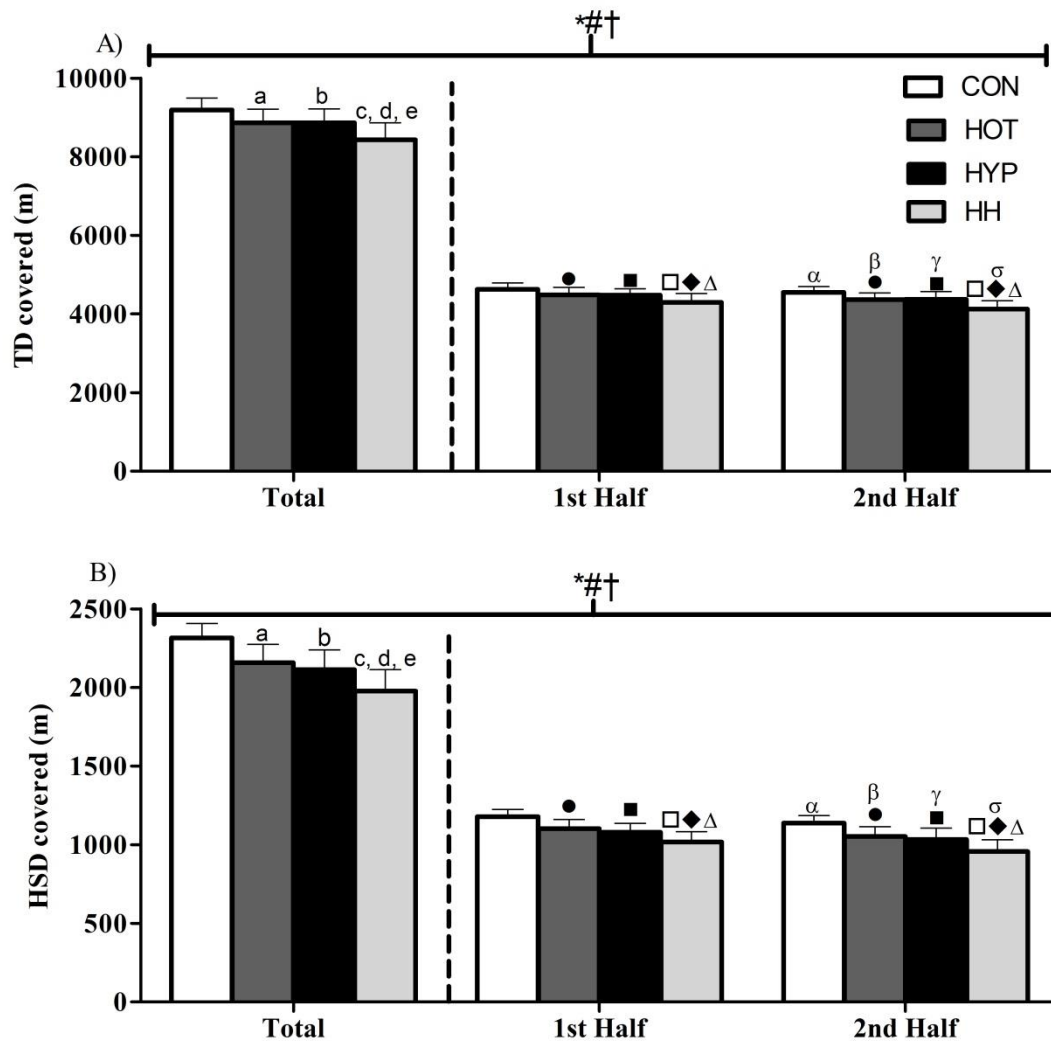 *#†
A)
10000
8000
6000
4000
2000
0
TD covered (m)
a
b
c, d, e
●
■
□◆Δ
α
β
●
γ
■
σ
□◆Δ
CON
HOT
HYP
HH
Total
1st Half
2nd Half
*#†
B)
2500
2000
1500
1000
500
0
HSD covered (m)
a
b
c, d, e
●
■
□◆Δ
α
β
●
γ
■
σ
□◆Δ
Total
1st Half
2nd Half